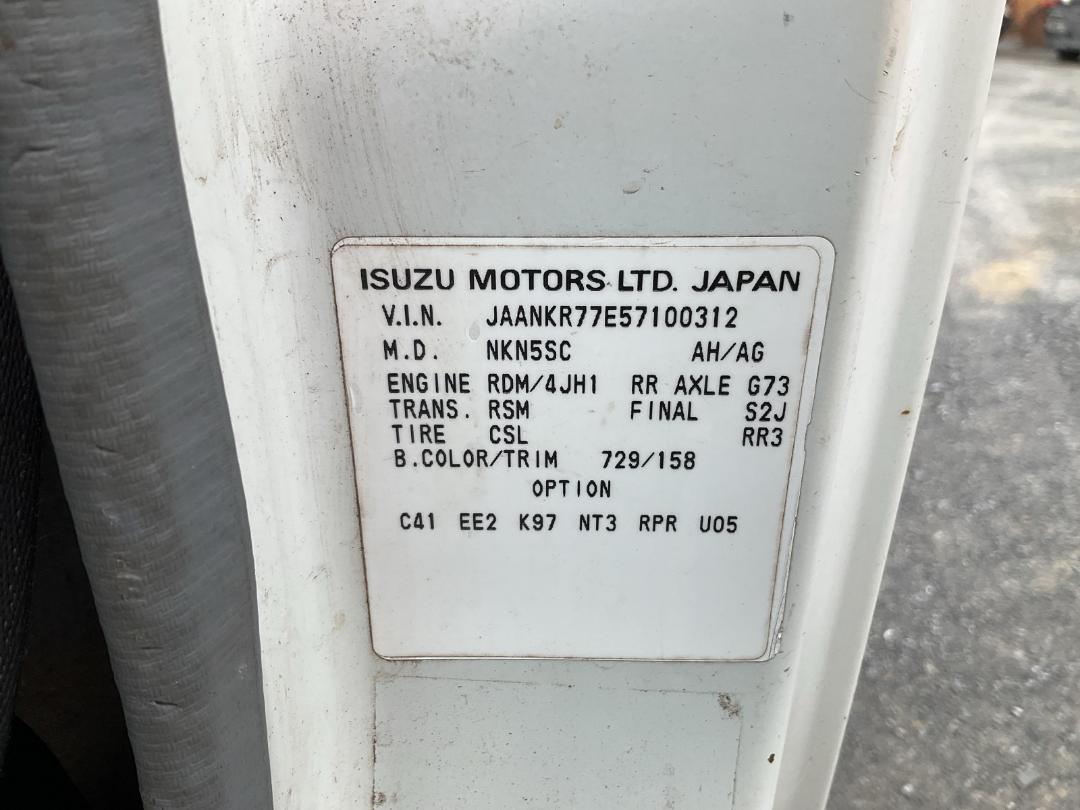 ISUZU MOTORS LTD. JAPAN
V.I.N. JAANKR77E57100312
M.D. NKN5SC AH/AG
ENGINE RDM/4JH1 RR AXLE G73
TRANS. RSM FINAL S2J
TIRE CSL RR3
B.COLOR/TRIM 729/158
OPTION
C41 EE2 K97 NT3 RPR U05